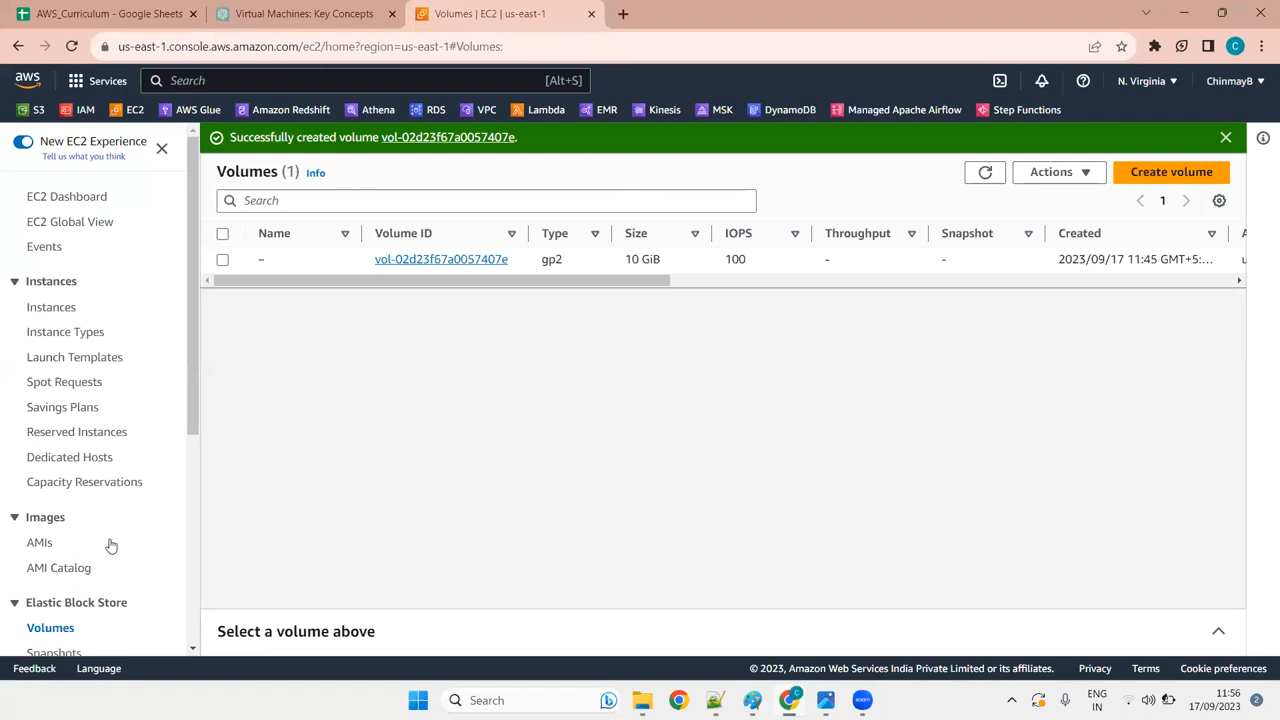 AWS_Curriculum - Google Sheets
Virtual Machines: Key Concepts
Volumes | EC2 | us-east-1
us-east-1.console.aws.amazon.com/ec2/home?region=us-east-1#Volumes:
C
aws
Services
Search
[Alt+S]
N. Virginia
ChinmayB
S3
IAM
EC2
AWS Glue
Amazon Redshift
Athena
RDS
VPC
Lambda
EMR
Kinesis
MSK
DynamoDB
Managed Apache Airflow
Step Functions
New EC2 Experience
Tell us what you think
EC2 Dashboard
EC2 Global View
Events
Instances
Instances
Instance Types
Launch Templates
Spot Requests
Savings Plans
Reserved Instances
Dedicated Hosts
Capacity Reservations
Images
AMIs
AMI Catalog
Elastic Block Store
Volumes
Snapshots
Successfully created volume vol-02d23f67a0057407e.
Volumes (1) Info
Actions
Create volume
Search
1
Name
Volume ID
Type
Size
IOPS
Throughput
Snapshot
Created
A
–
vol-02d23f67a0057407e
gp2
10 GiB
100
-
-
2023/09/17 11:45 GMT+5:...
u
Select a volume above
Feedback
Language
© 2023, Amazon Web Services India Private Limited or its affiliates.
Privacy
Terms
Cookie preferences
Search
zoom
ENG
IN
11:56
17/09/2023
2